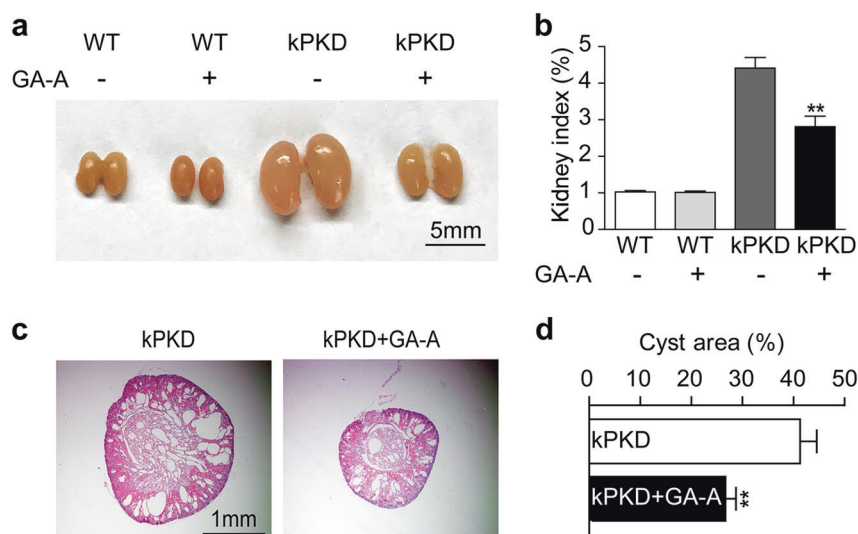 a
WT WT kPKD kPKD
GA-A - + - +
5mm
b
Kidney index (%)
5
4
3
2
1
0
**
WT WT kPKD kPKD
GA-A - + - +
c
kPKD kPKD+GA-A
1mm
d
Cyst area (%)
0 10 20 30 40
kPKD
kPKD+GA-A
**